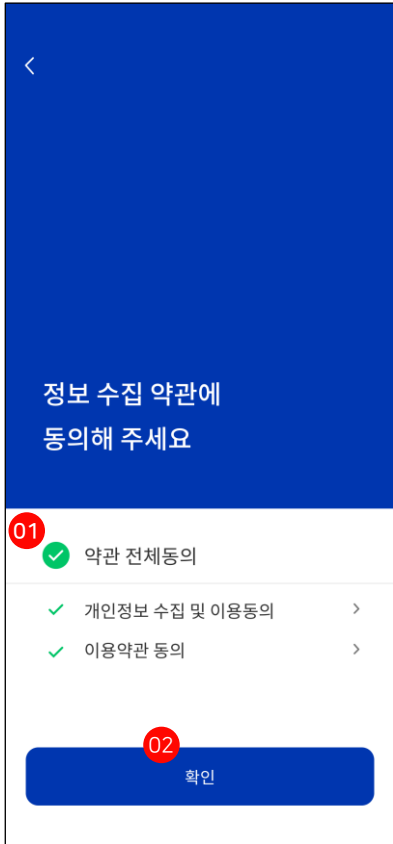 정보 수집 약관에
동의해 주세요
01
약관 전체동의
개인정보 수집 및 이용동의
이용약관 동의
02
확인